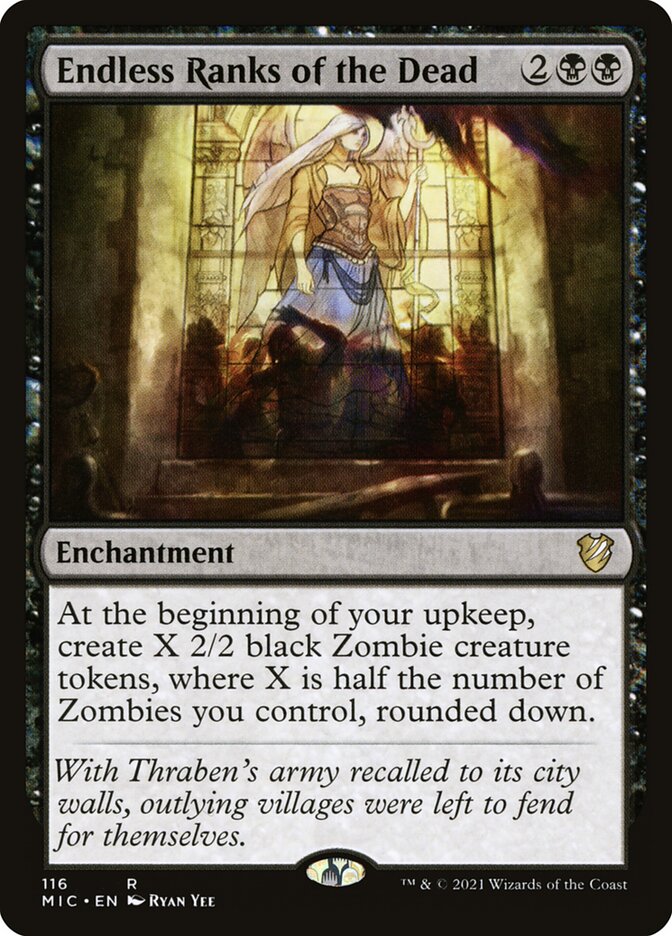 Endless Ranks of the Dead 2
Enchantment
At the beginning of your upkeep,
create X 2/2 black Zombie creature
tokens, where X is half the number of
Zombies you control, rounded down.
With Thraben's army recalled to its city
walls, outlying villages were left to fend
for themselves.
116 R
MIC • EN Ryan Yee
™ & © 2021 Wizards of the Coast